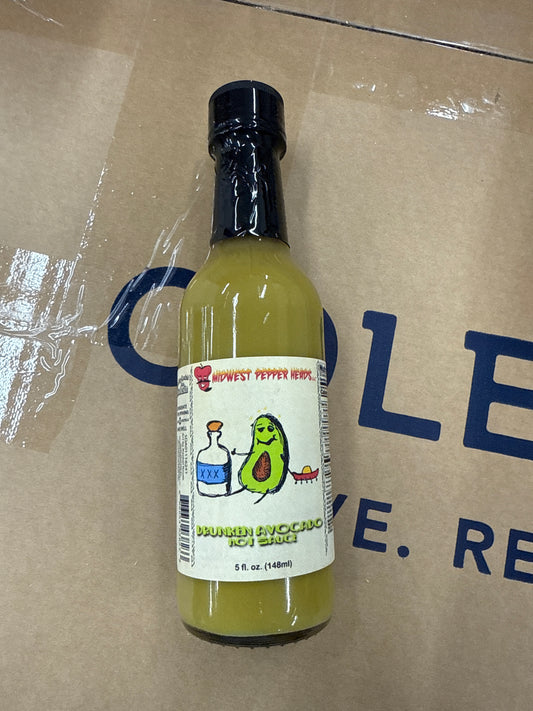 MIDWEST PEPPER HEADS...
XXX
DRUNKEN AVOCADO
HOT SAUCE
5 fl. oz. (148ml)
OLE
VE. RE